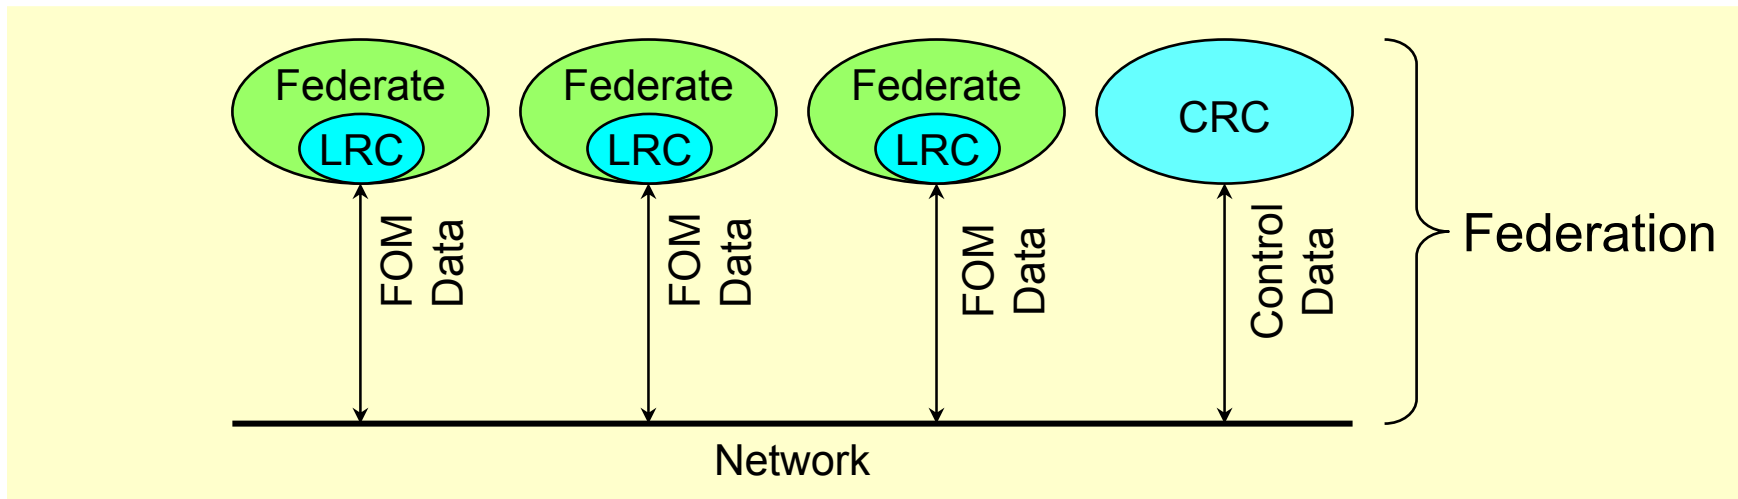 Federate
LRC
FOM
Data
Federate
LRC
FOM
Data
Federate
LRC
FOM
Data
CRC
Control
Data
Federation
Network